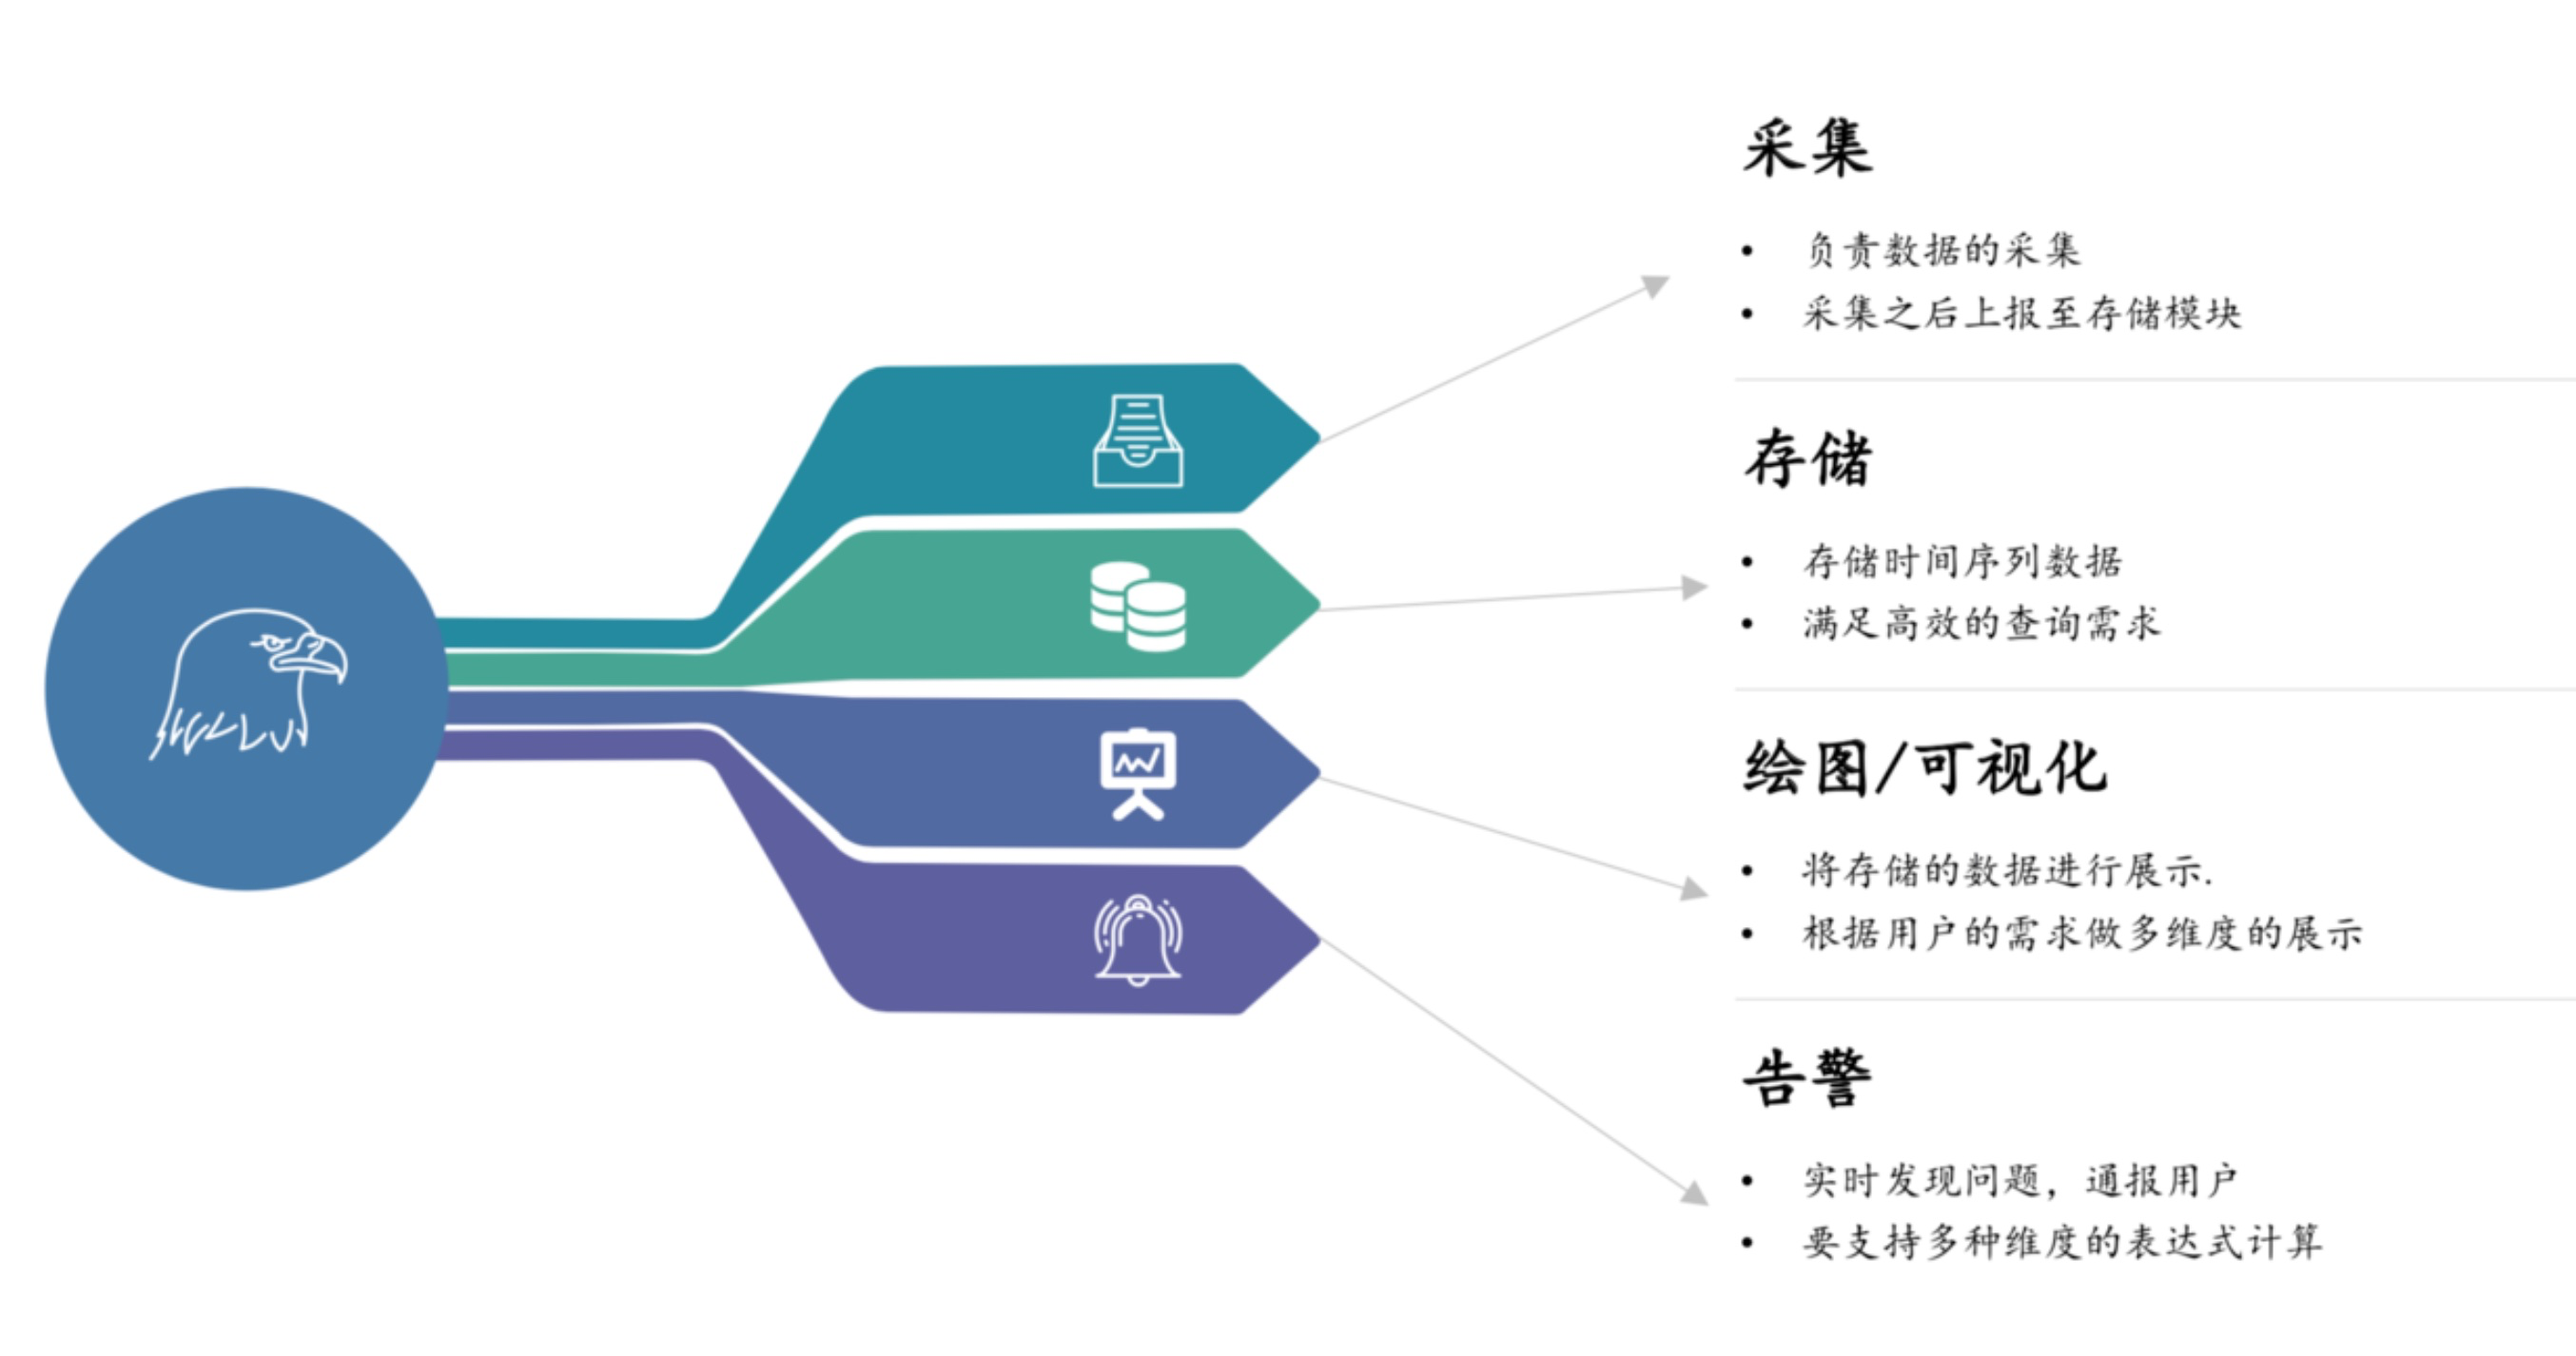 采集
• 负责数据的采集
• 采集之后上报至存储模块
存储
• 存储时间序列数据
• 满足高效的查询需求
绘图/可视化
• 将存储的数据进行展示.
• 根据用户的需求做多维度的展示
告警
• 实时发现问题，通报用户
• 要支持多种维度的表达式计算